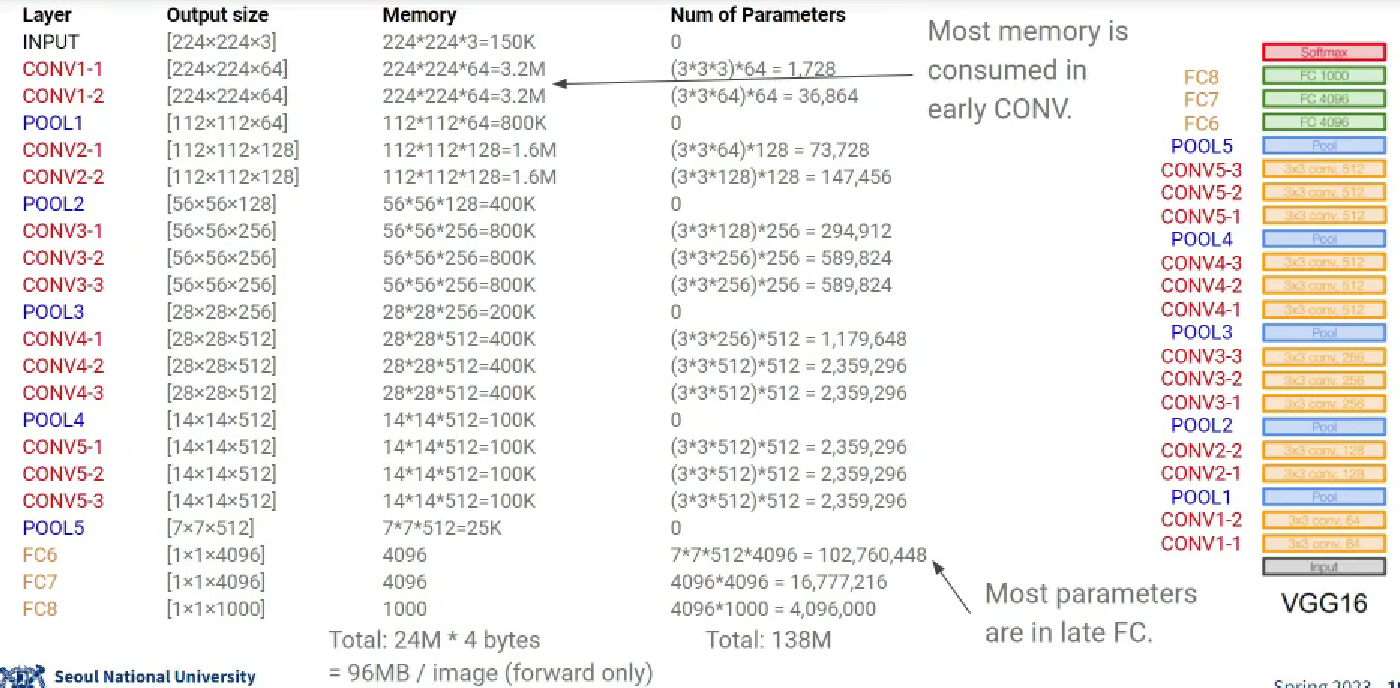 Layer Output size Memory Num of Parameters
INPUT [224×224×3] 224*224*3=150K 0
CONV1-1 [224×224×64] 224*224*64=3.2M (3*3*3)*64 = 1,728
CONV1-2 [224×224×64] 224*224*64=3.2M (3*3*64)*64 = 36,864
POOL1 [112×112×64] 112*112*64=800K 0
CONV2-1 [112×112×128] 112*112*128=1.6M (3*3*64)*128 = 73,728
CONV2-2 [112×112×128] 112*112*128=1.6M (3*3*128)*128 = 147,456
POOL2 [56×56×128] 56*56*128=400K 0
CONV3-1 [56×56×256] 56*56*256=800K (3*3*128)*256 = 294,912
CONV3-2 [56×56×256] 56*56*256=800K (3*3*256)*256 = 589,824
CONV3-3 [56×56×256] 56*56*256=800K (3*3*256)*256 = 589,824
POOL3 [28×28×256] 28*28*256=200K 0
CONV4-1 [28×28×512] 28*28*512=400K (3*3*256)*512 = 1,179,648
CONV4-2 [28×28×512] 28*28*512=400K (3*3*512)*512 = 2,359,296
CONV4-3 [28×28×512] 28*28*512=400K (3*3*512)*512 = 2,359,296
POOL4 [14×14×512] 14*14*512=100K 0
CONV5-1 [14×14×512] 14*14*512=100K (3*3*512)*512 = 2,359,296
CONV5-2 [14×14×512] 14*14*512=100K (3*3*512)*512 = 2,359,296
CONV5-3 [14×14×512] 14*14*512=100K (3*3*512)*512 = 2,359,296
POOL5 [7×7×512] 7*7*512=25K 0
FC6 [1×1×4096] 4096 7*7*512*4096 = 102,760,448
FC7 [1×1×4096] 4096 4096*4096 = 16,777,216
FC8 [1×1×1000] 1000 4096*1000 = 4,096,000
Total: 24M * 4 bytes Total: 138M
= 96MB / image (forward only)
Most memory is
consumed in
early CONV.
Most parameters
are in late FC.
Softmax
FC8 FC 1000
FC7 FC 4096
FC6 FC 4096
POOL5 Pool
CONV5-3 3x3 conv, 512
CONV5-2 3x3 conv, 512
CONV5-1 3x3 conv, 512
POOL4 Pool
CONV4-3 3x3 conv, 512
CONV4-2 3x3 conv, 512
CONV4-1 3x3 conv, 512
POOL3 Pool
CONV3-3 3x3 conv, 256
CONV3-2 3x3 conv, 256
CONV3-1 3x3 conv, 256
POOL2 Pool
CONV2-2 3x3 conv, 128
CONV2-1 3x3 conv, 128
POOL1 Pool
CONV1-2 3x3 conv, 64
CONV1-1 3x3 conv, 64
Input
VGG16
Seoul National University
Spring 2023